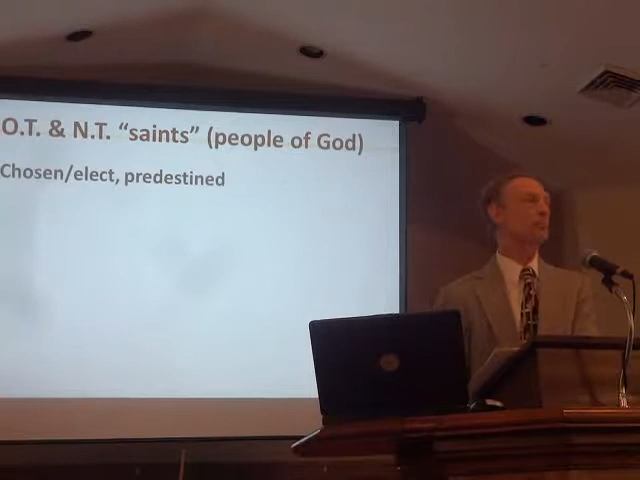 O.T. & N.T. “saints” (people of God)
Chosen/elect, predestined